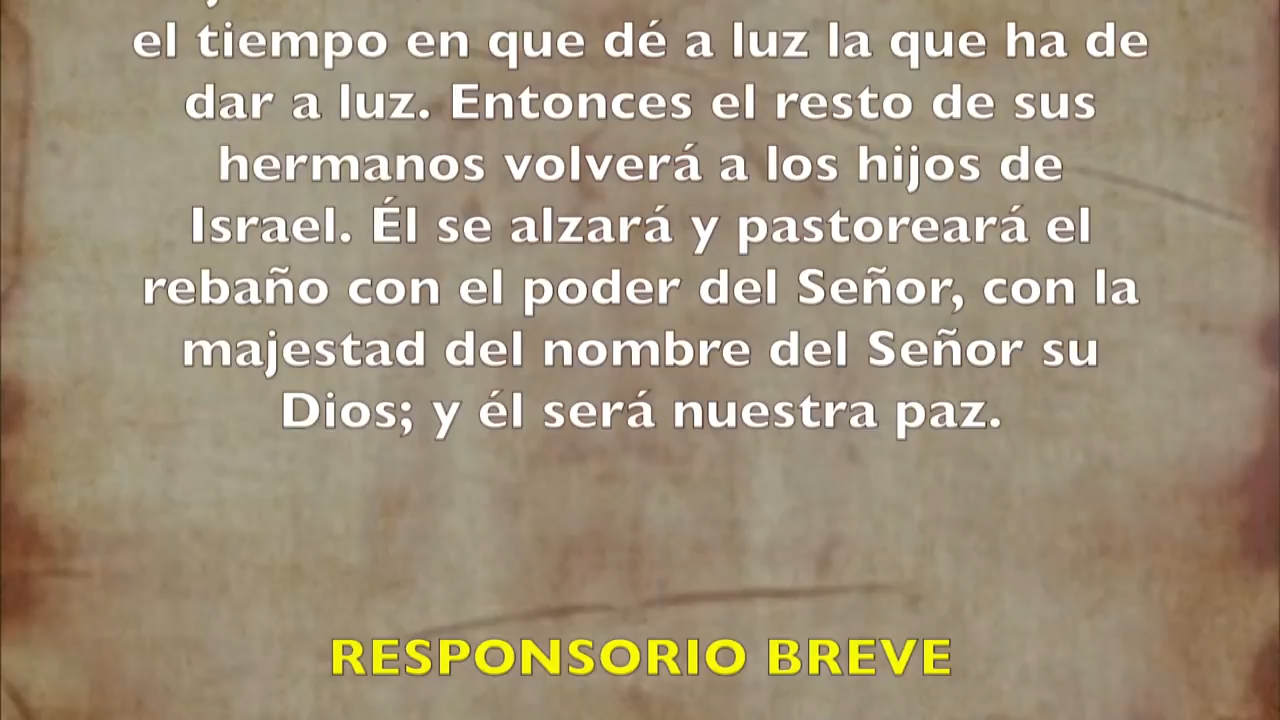 el tiempo en que dé a luz la que ha de
dar a luz. Entonces el resto de sus
hermanos volverá a los hijos de
Israel. Él se alzará y pastoreará el
rebaño con el poder del Señor, con la
majestad del nombre del Señor su
Dios; y él será nuestra paz.
RESPONSORIO BREVE